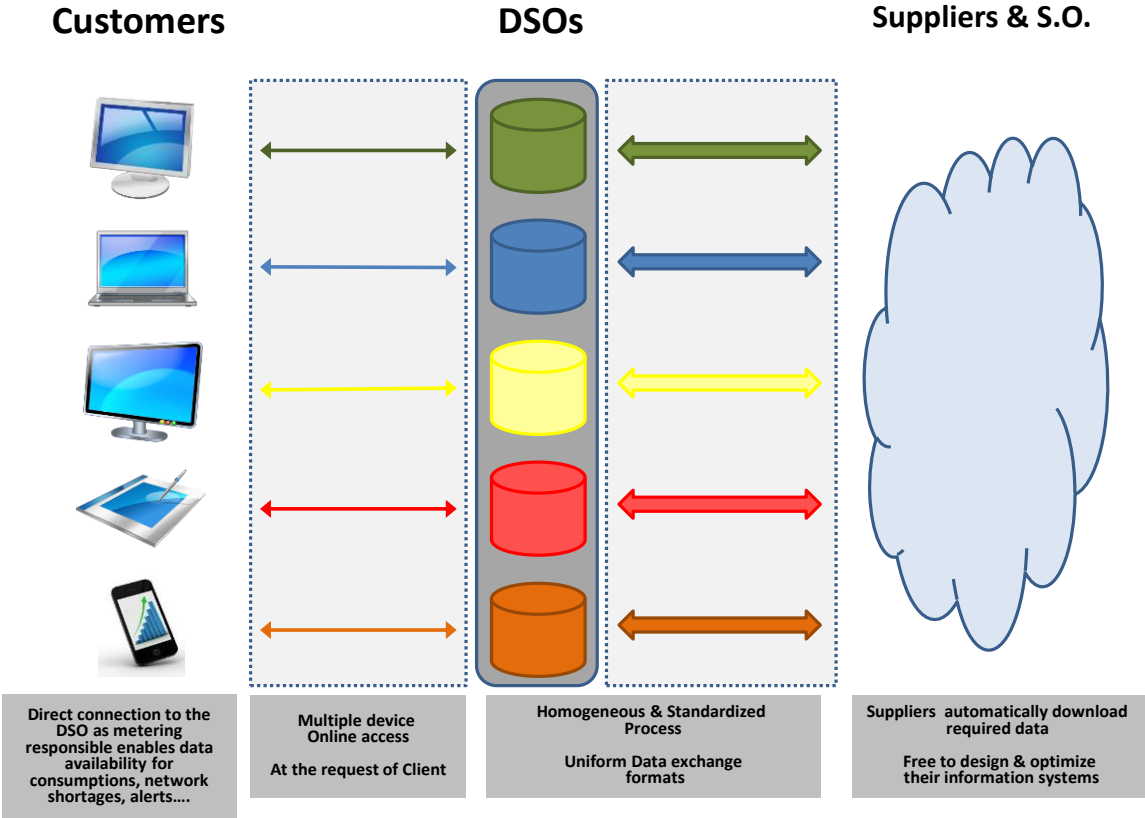 Customers
DSOs
Suppliers & S.O.
Direct connection to the
DSO as metering
responsible enables data
availability for
consumptions, network
shortages, alerts….
Multiple device
Online access
At the request of Client
Homogeneous & Standardized
Process
Uniform Data exchange
formats
Suppliers automatically download
required data
Free to design & optimize
their information systems